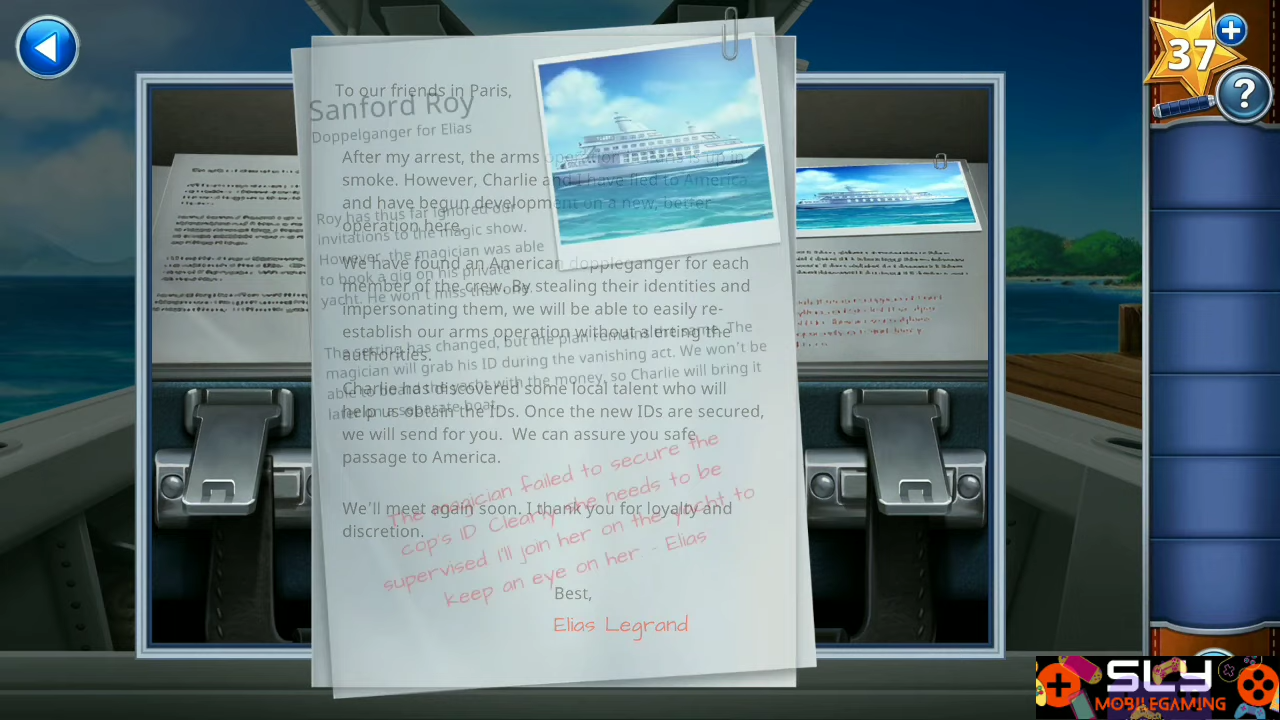 37
?
To our friends in Paris,
After my arrest, the arms operation in Paris is up in
smoke. However, Charlie and I have fled to America
and have begun development on a new, better
operation here.
We have found an American doppleganger for each
member of the crew. By stealing their identities and
impersonating them, we will be able to easily re-
establish our arms operation without alerting the
authorities.
Charlie has discovered some local talent who will
help us obtain the IDs. Once the new IDs are secured,
we will send for you. We can assure you safe
passage to America.
We'll meet again soon. I thank you for loyalty and
discretion.
Best,
Elias Legrand
Sanford Roy
Doppelganger for Elias
Roy has thus far ignored our
invitations to the magic show.
However, the magician was able
to book a gig on his private
yacht. He won't miss that one.
The setting has changed, but the plan remains the same. The
magician will grab his ID during the vanishing act. We won't be
able to board the yacht with the money, so Charlie will bring it
later on a separate boat.
The magician failed to secure the
cop's ID Clearly she needs to be
supervised I'll join her on the yacht to
keep an eye on her - Elias
SLY
MOBILEGAMING